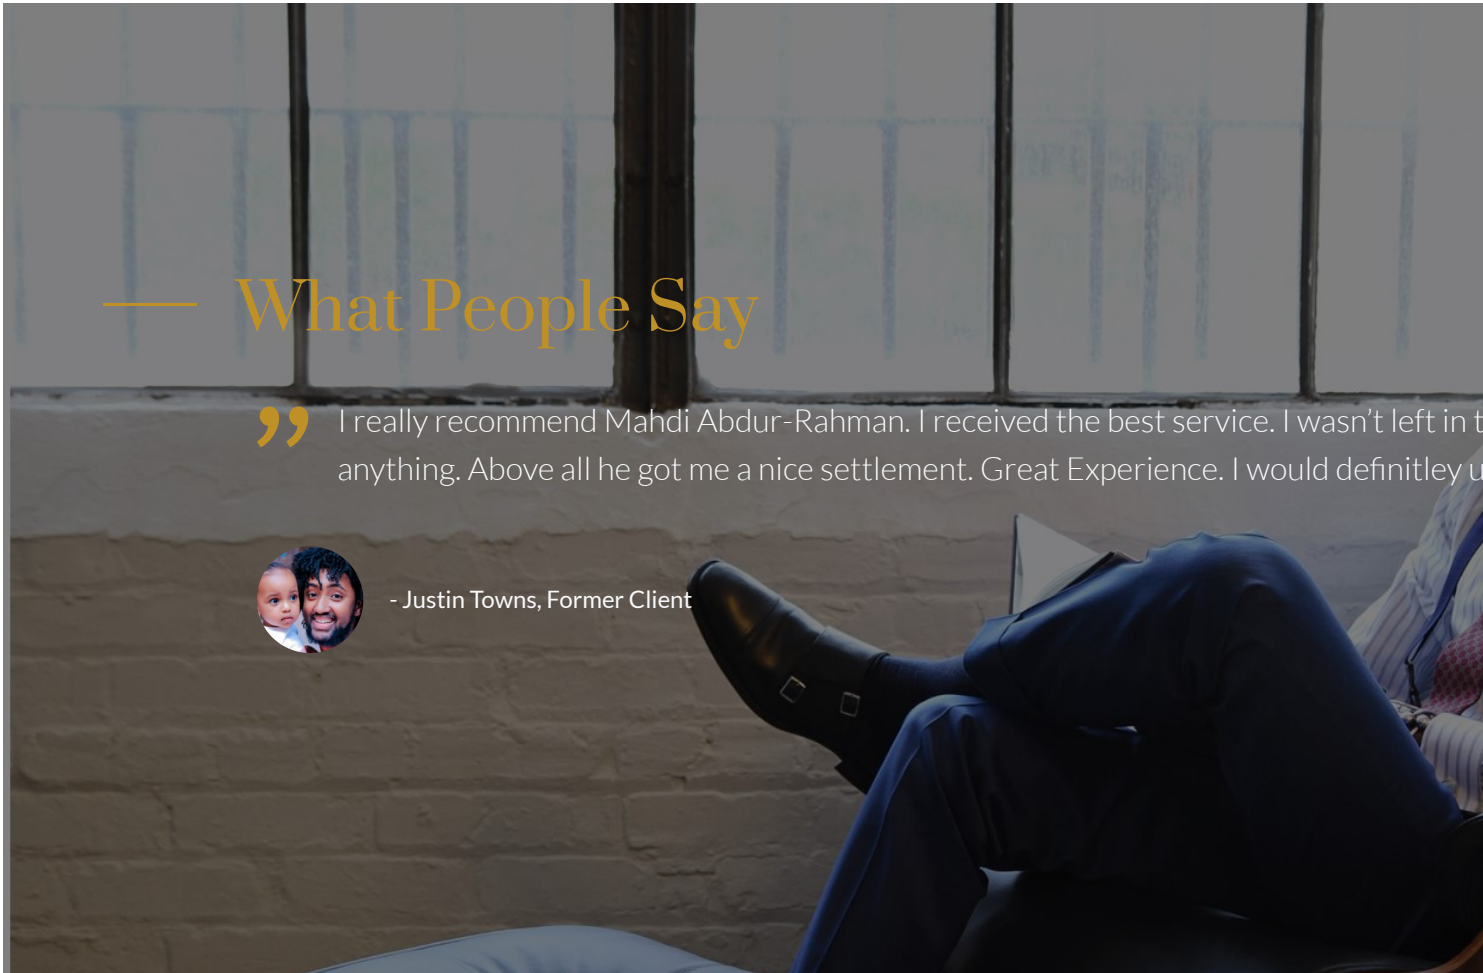 What People Say
I really recommend Mahdi Abdur-Rahman. I received the best service. I wasn’t left in t
anything. Above all he got me a nice settlement. Great Experience. I would definitley u
- Justin Towns, Former Client